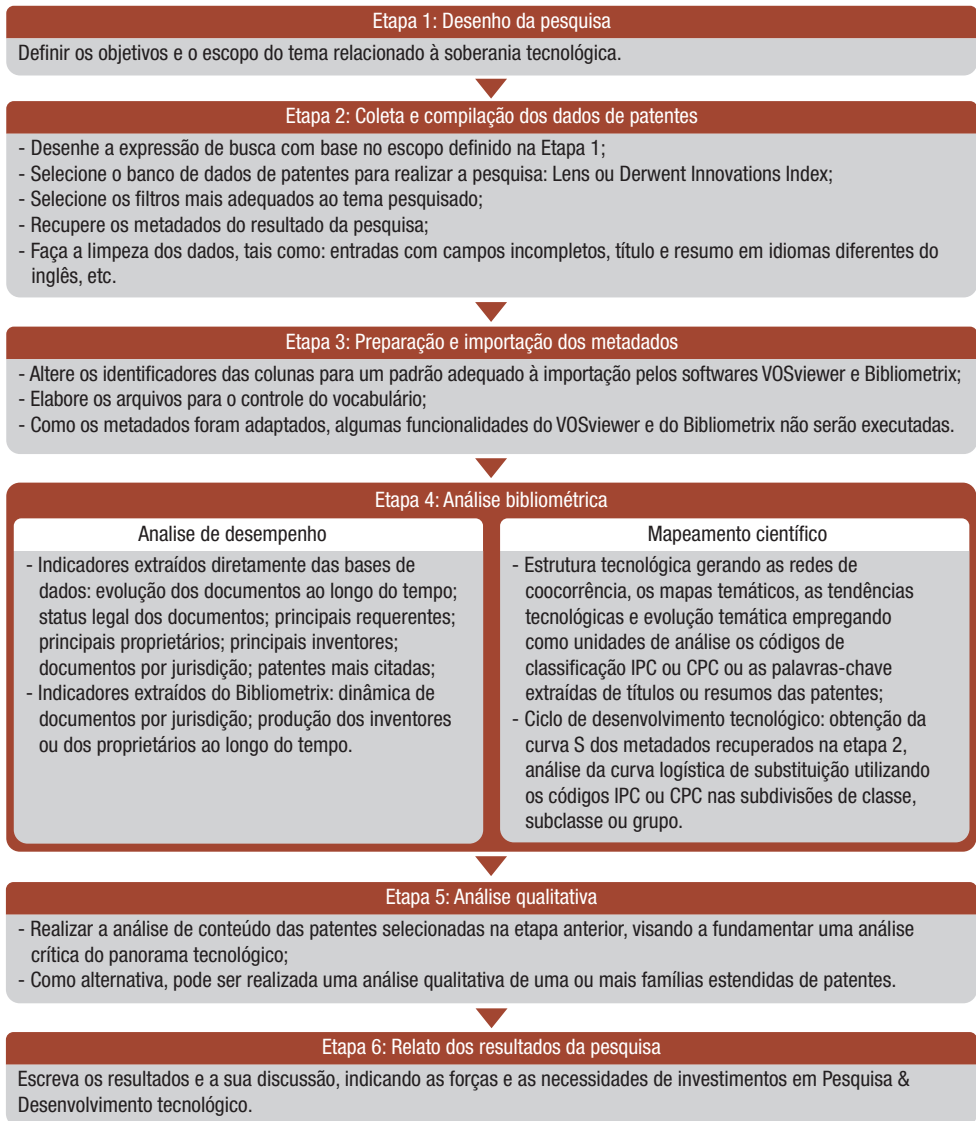 Etapa 1: Desenho da pesquisa
Definir os objetivos e o escopo do tema relacionado à soberania tecnológica.
Etapa 2: Coleta e compilação dos dados de patentes
- Desenhe a expressão de busca com base no escopo definido na Etapa 1;
- Selecione o banco de dados de patentes para realizar a pesquisa: Lens ou Derwent Innovations Index;
- Selecione os filtros mais adequados ao tema pesquisado;
- Recupere os metadados do resultado da pesquisa;
- Faça a limpeza dos dados, tais como: entradas com campos incompletos, título e resumo em idiomas diferentes do
inglês, etc.
Etapa 3: Preparação e importação dos metadados
- Altere os identificadores das colunas para um padrão adequado à importação pelos softwares VOSviewer e Bibliometrix;
- Elabore os arquivos para o controle do vocabulário;
- Como os metadados foram adaptados, algumas funcionalidades do VOSviewer e do Bibliometrix não serão executadas.
Etapa 4: Análise bibliométrica
Analise de desempenho
- Indicadores extraídos diretamente das bases de
dados: evolução dos documentos ao longo do tempo;
status legal dos documentos; principais requerentes;
principais proprietários; principais inventores;
documentos por jurisdição; patentes mais citadas;
- Indicadores extraídos do Bibliometrix: dinâmica de
documentos por jurisdição; produção dos inventores
ou dos proprietários ao longo do tempo.
Mapeamento científico
- Estrutura tecnológica gerando as redes de
coocorrência, os mapas temáticos, as tendências
tecnológicas e evolução temática empregando
como unidades de análise os códigos de
classificação IPC ou CPC ou as palavras-chave
extraídas de títulos ou resumos das patentes;
- Ciclo de desenvolvimento tecnológico: obtenção da
curva S dos metadados recuperados na etapa 2,
análise da curva logística de substituição utilizando
os códigos IPC ou CPC nas subdivisões de classe,
subclasse ou grupo.
Etapa 5: Análise qualitativa
- Realizar a análise de conteúdo das patentes selecionadas na etapa anterior, visando a fundamentar uma análise
crítica do panorama tecnológico;
- Como alternativa, pode ser realizada uma análise qualitativa de uma ou mais famílias estendidas de patentes.
Etapa 6: Relato dos resultados da pesquisa
Escreva os resultados e a sua discussão, indicando as forças e as necessidades de investimentos em Pesquisa &
Desenvolvimento tecnológico.